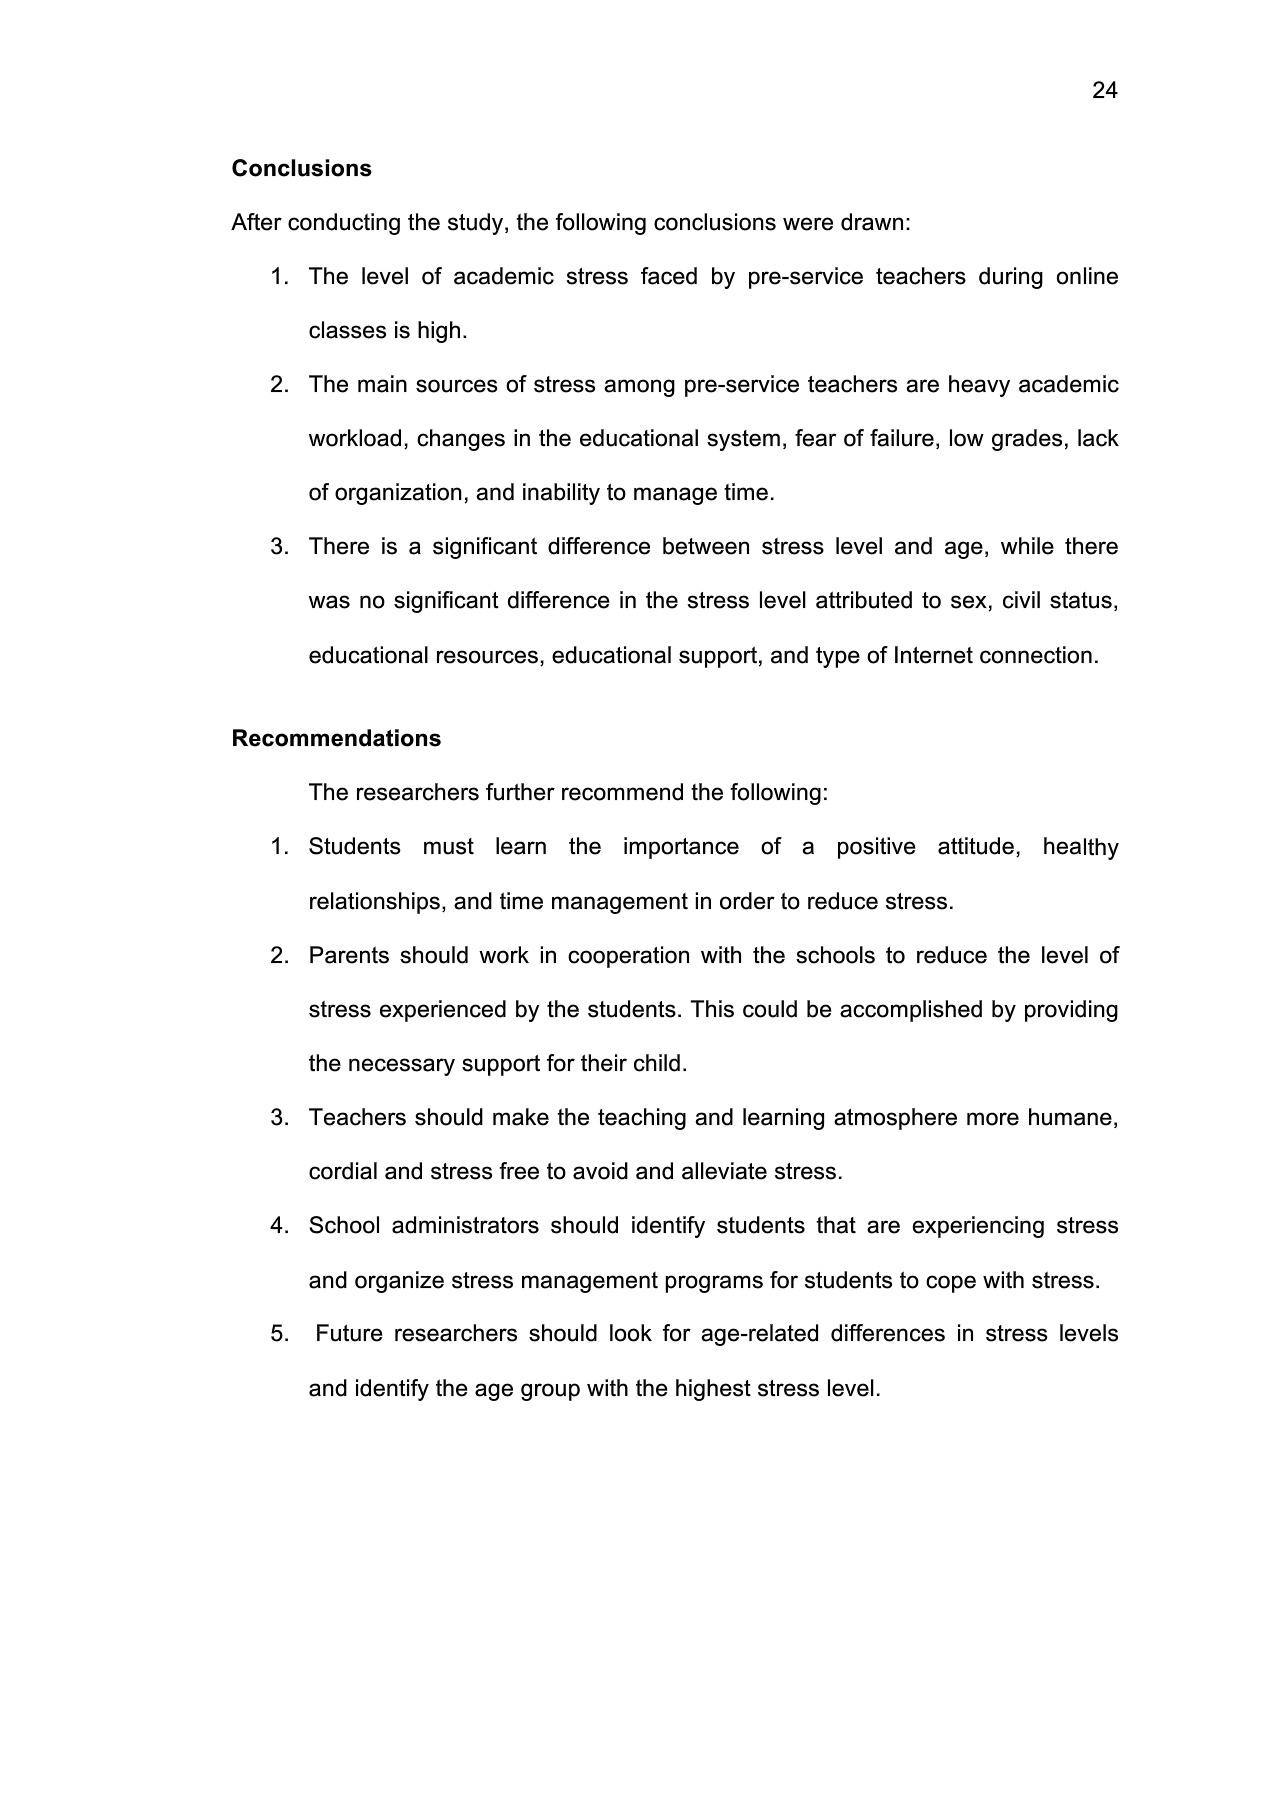 24
Conclusions
After conducting the study, the following conclusions were drawn:
1. The level of academic stress faced by pre-service teachers during online
classes is high.
2. The main sources of stress among pre-service teachers are heavy academic
workload, changes in the educational system, fear of failure, low grades, lack
of organization, and inability to manage time.
3. There is a significant difference between stress level and age, while there
was no significant difference in the stress level attributed to sex, civil status,
educational resources, educational support, and type of Internet connection.
Recommendations
The researchers further recommend the following:
1. Students must learn the importance of a positive attitude, healthy
relationships, and time management in order to reduce stress.
2. Parents should work in cooperation with the schools to reduce the level of
stress experienced by the students. This could be accomplished by providing
the necessary support for their child.
3. Teachers should make the teaching and learning atmosphere more humane,
cordial and stress free to avoid and alleviate stress.
4. School administrators should identify students that are experiencing stress
and organize stress management programs for students to cope with stress.
5. Future researchers should look for age-related differences in stress levels
and identify the age group with the highest stress level.